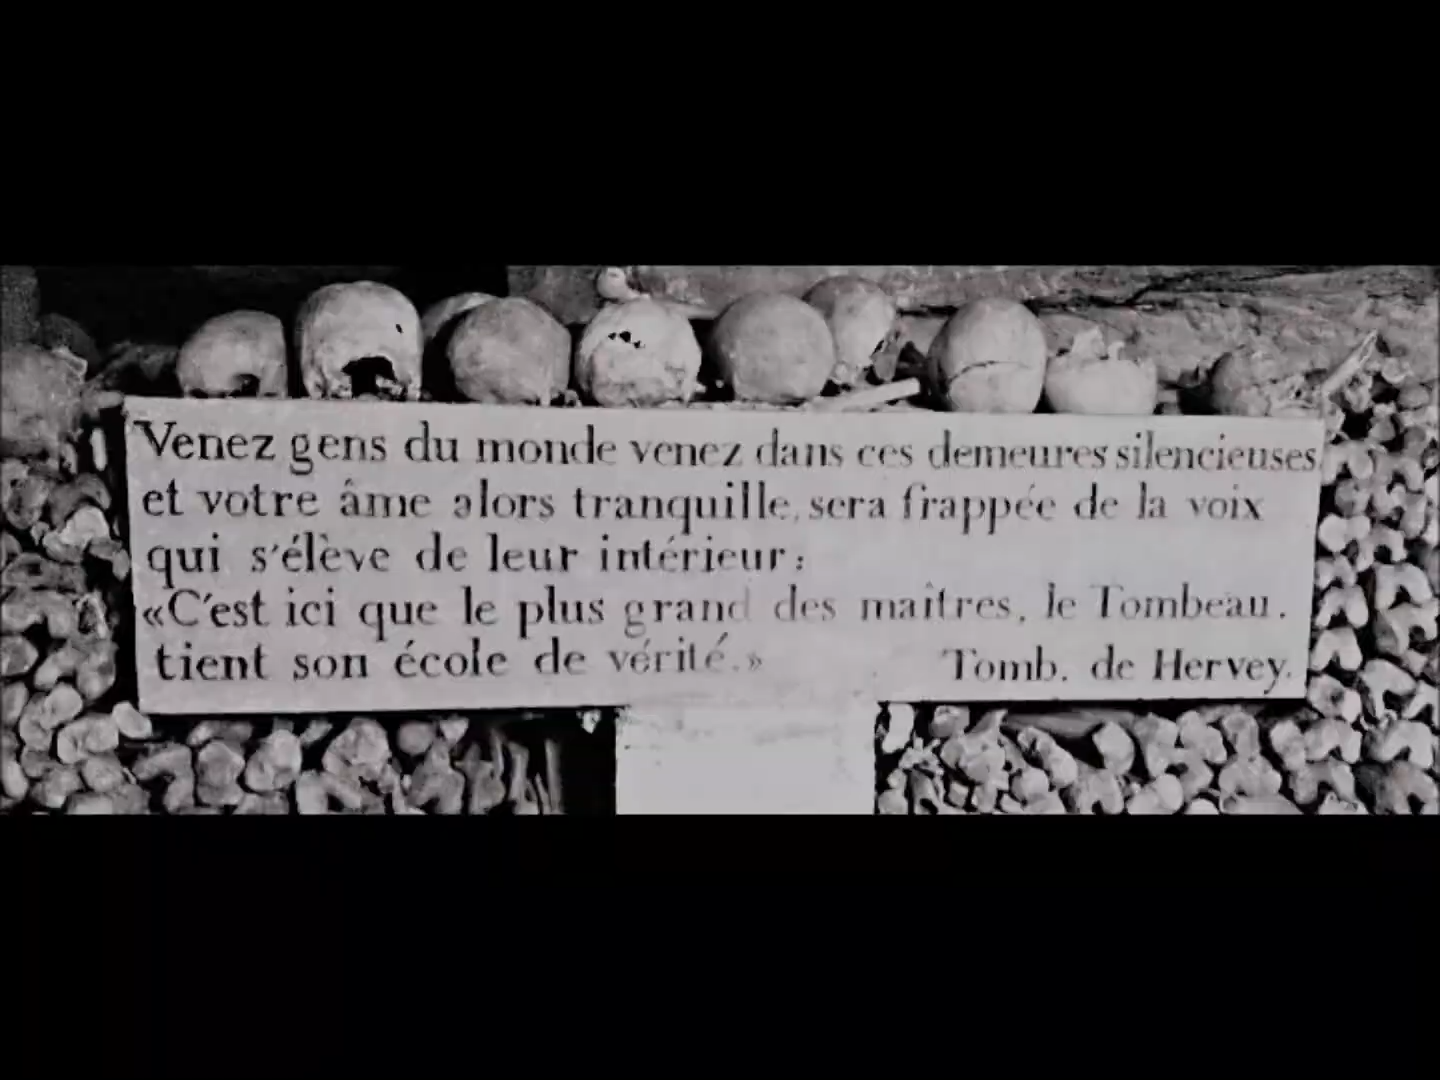 Venez gens du monde venez dans ces demeures silencieuses
et votre âme alors tranquille, sera frappée de la voix
qui s'élève de leur intérieur:
«C'est ici que le plus grand des maîtres, le Tombeau.
tient son école de vérité.» Tomb. de Hervey.